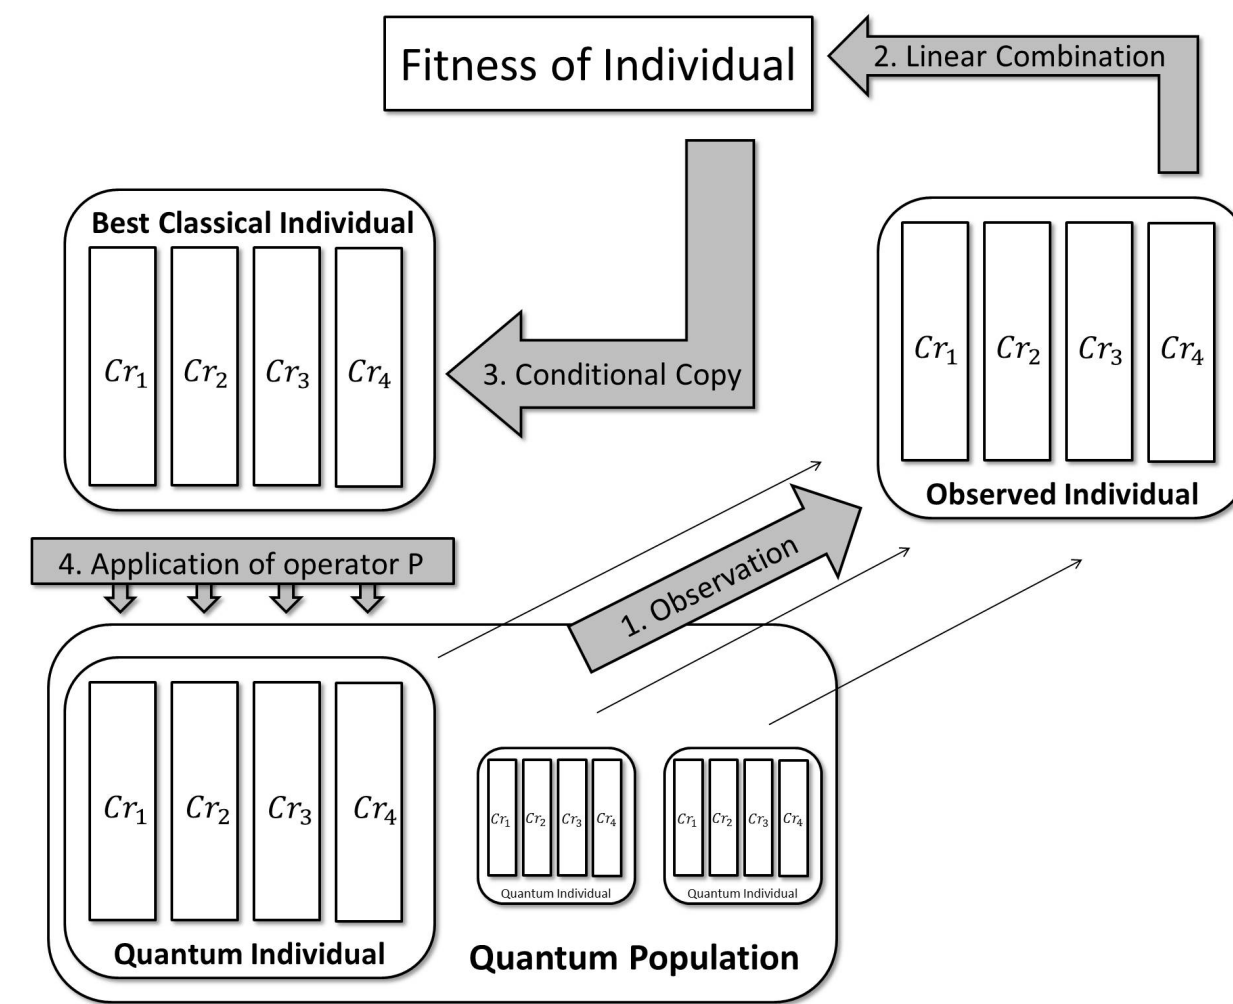 Fitness of Individual
2. Linear Combination
Best Classical Individual
Cr₁ Cr₂ Cr₃ Cr₄
3. Conditional Copy
Cr₁ Cr₂ Cr₃ Cr₄
Observed Individual
4. Application of operator P
1. Observation
Cr₁ Cr₂ Cr₃ Cr₄
Quantum Individual
Cr₁ Cr₂ Cr₃ Cr₄
Quantum Individual
Cr₁ Cr₂ Cr₃ Cr₄
Quantum Individual
Quantum Population